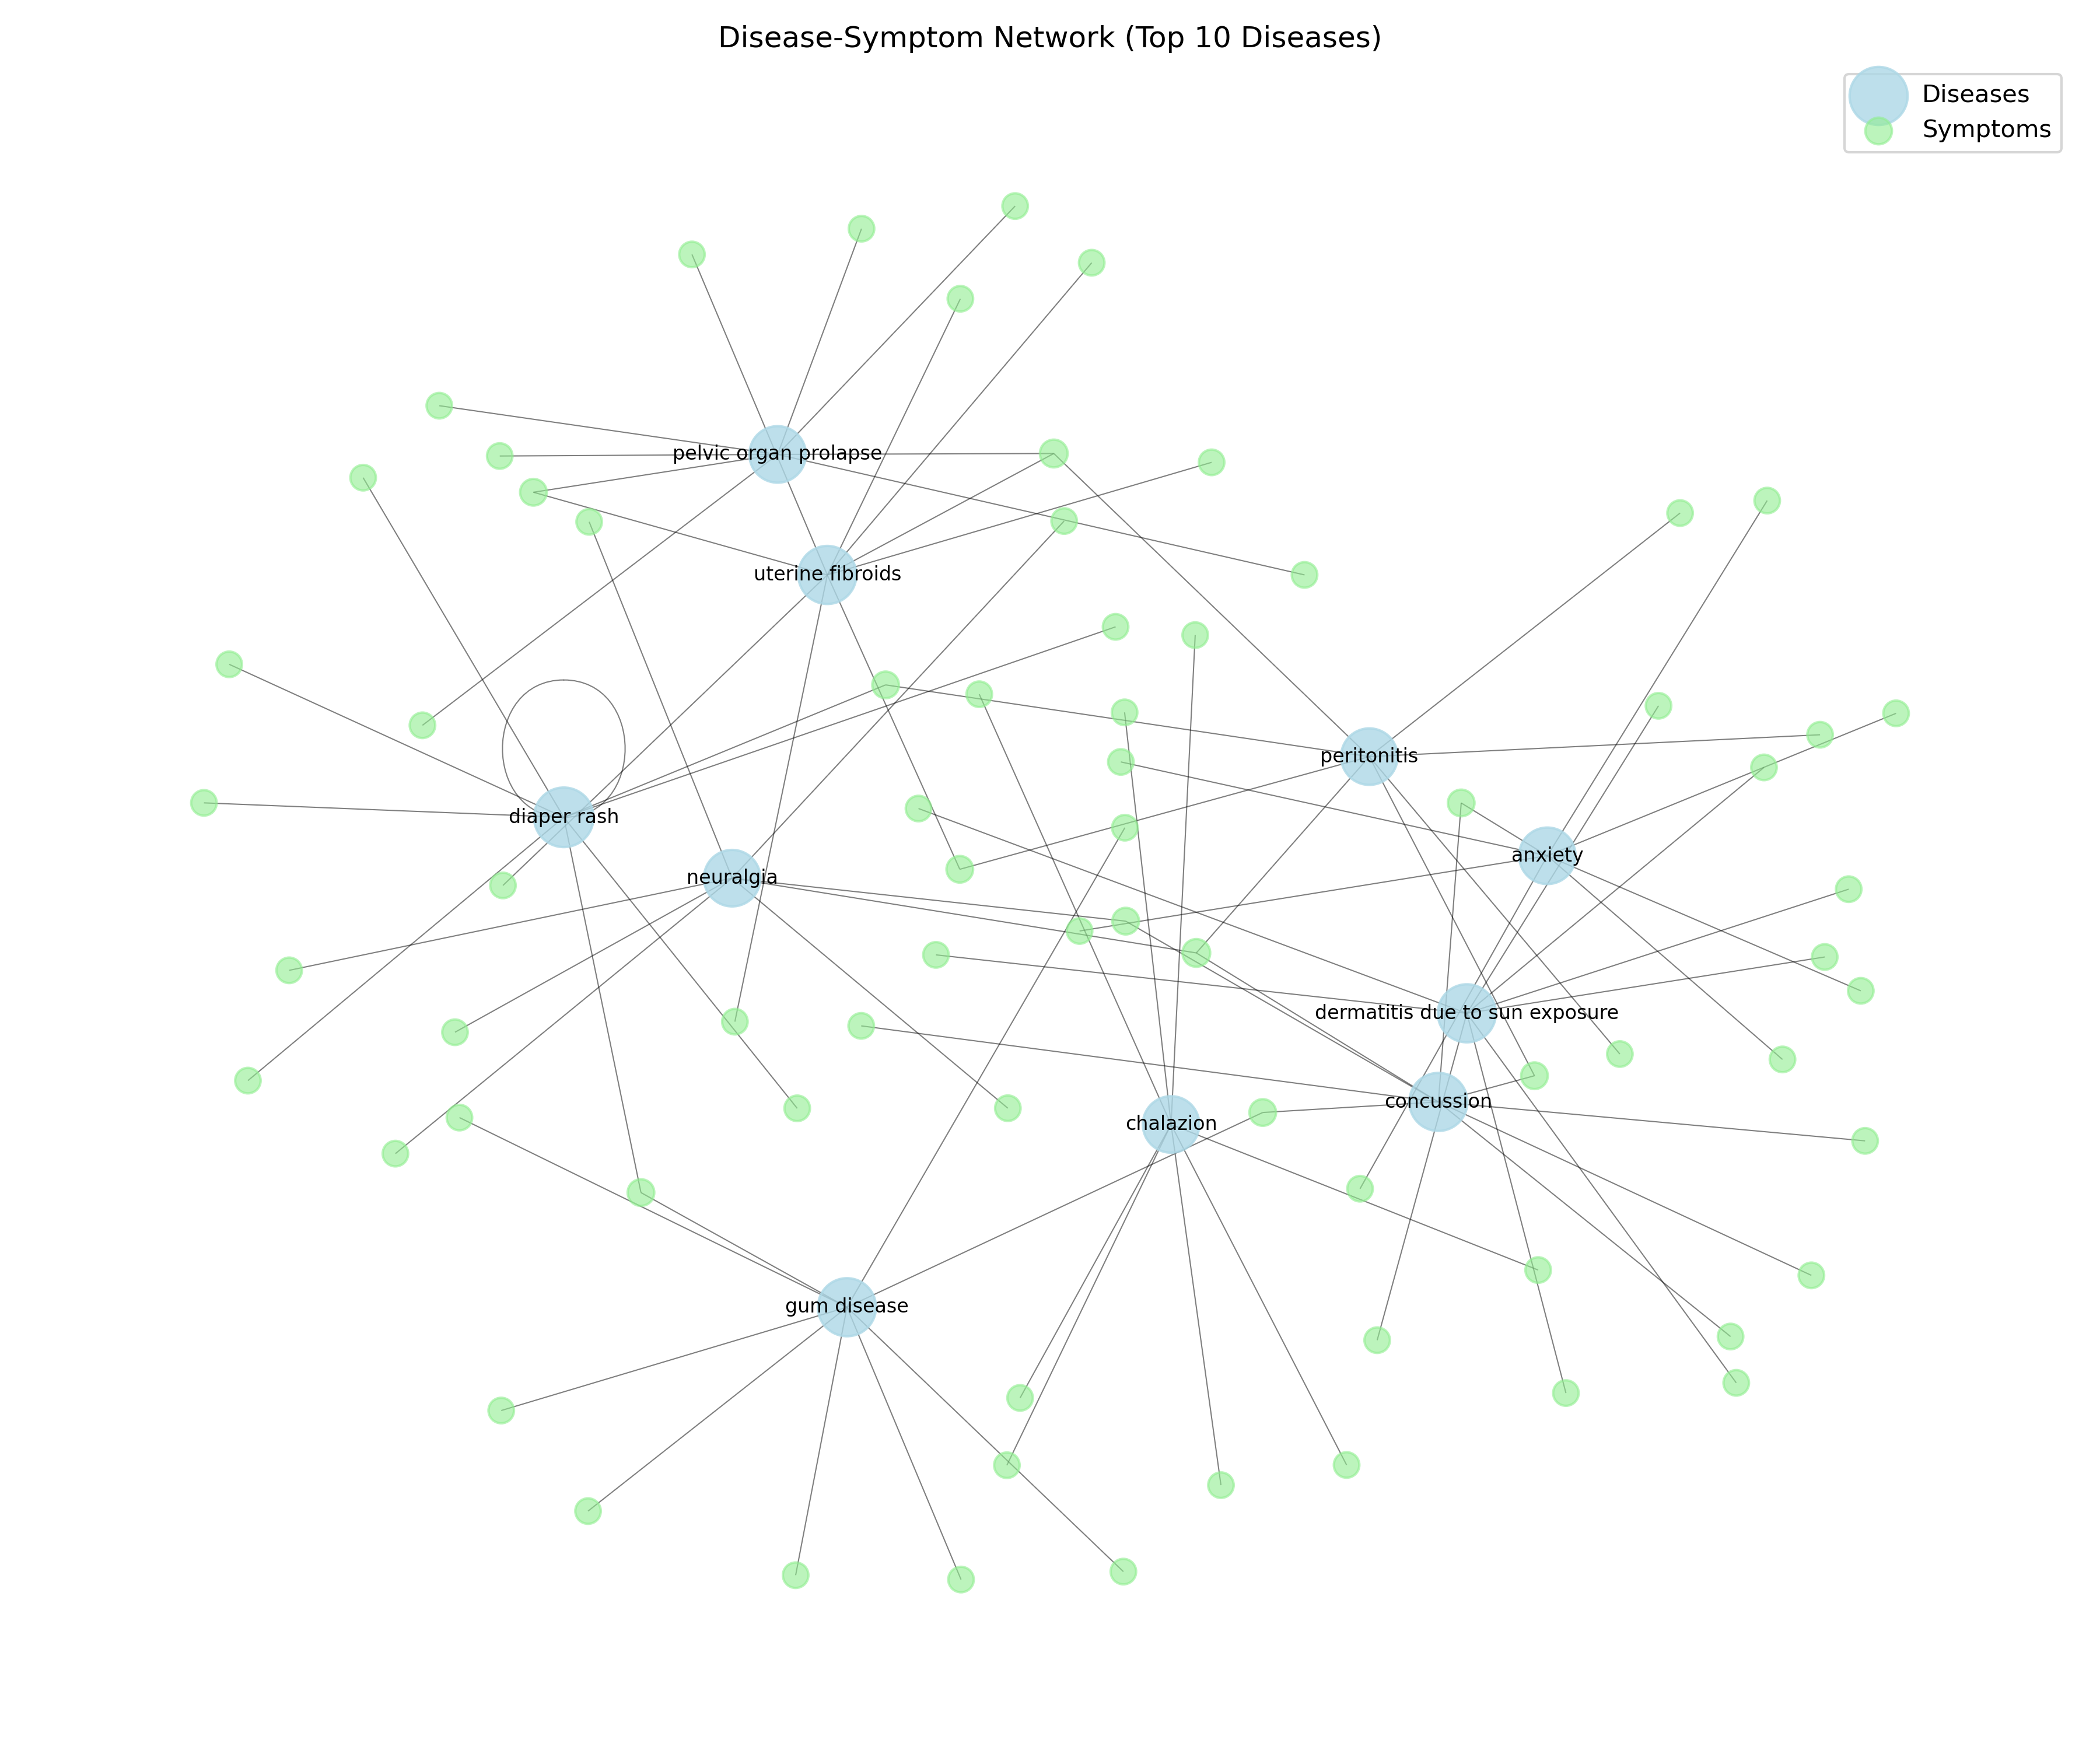 Disease-Symptom Network (Top 10 Diseases)
Diseases
Symptoms
pelvic organ prolapse
uterine fibroids
peritonitis
diaper rash
anxiety
neuralgia
dermatitis due to sun exposure
concussion
chalazion
gum disease